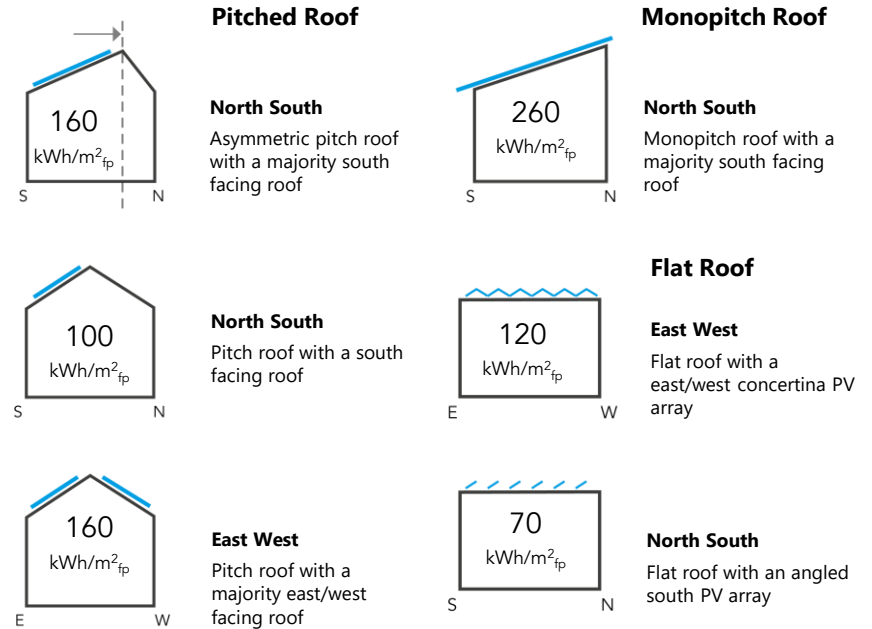 Pitched Roof
160
kWh/m²fp
S
N
North South
Asymmetric pitch roof
with a majority south
facing roof
100
kWh/m²fp
S
N
North South
Pitch roof with a south
facing roof
160
kWh/m²fp
E
W
East West
Pitch roof with a
majority east/west
facing roof
Monopitch Roof
260
kWh/m²fp
S
N
North South
Monopitch roof with a
majority south facing
roof
Flat Roof
120
kWh/m²fp
E
W
East West
Flat roof with a
east/west concertina PV
array
70
kWh/m²fp
S
N
North South
Flat roof with an angled
south PV array